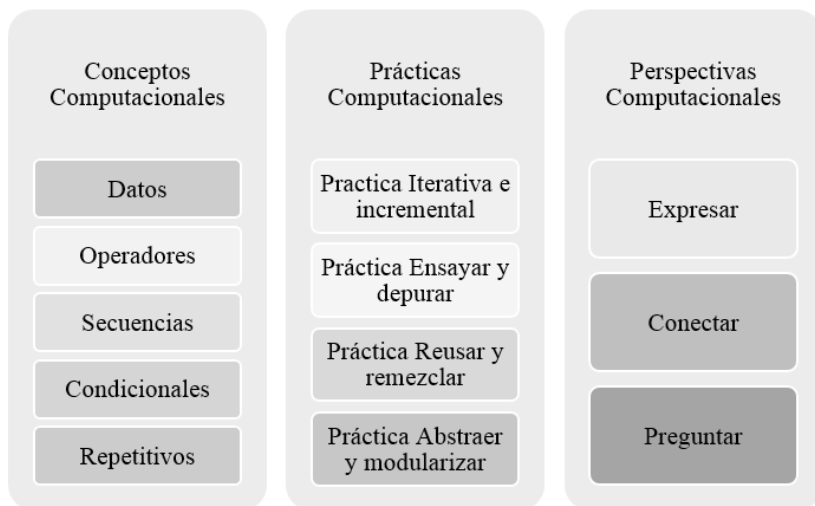 Conceptos
Computacionales
Datos
Operadores
Secuencias
Condicionales
Repetitivos
Prácticas
Computacionales
Practica Iterativa e
incremental
Práctica Ensayar y
depurar
Práctica Reusar y
remezclar
Práctica Abstraer
y modularizar
Perspectivas
Computacionales
Expresar
Conectar
Preguntar